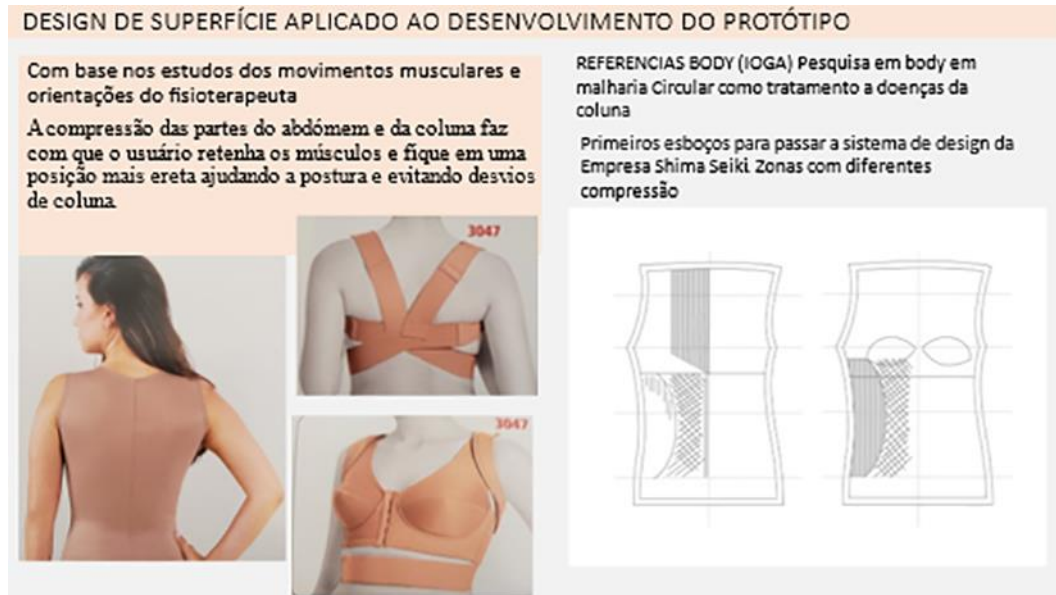 DESIGN DE SUPERFÍCIE APLICADO AO DESENVOLVIMENTO DO PROTÓTIPO
Com base nos estudos dos movimentos musculares e
orientações do fisioterapeuta
A compressão das partes do abdómem e da coluna faz
com que o usuário retenha os músculos e fique em uma
posição mais ereta ajudando a postura e evitando desvios
de coluna.
3047
3047
REFERENCIAS BODY (IOGA) Pesquisa em body em
malharia Circular como tratamento a doenças da
coluna
Primeiros esboços para passar a sistema de design da
Empresa Shima Seiki. Zonas com diferentes
compressão